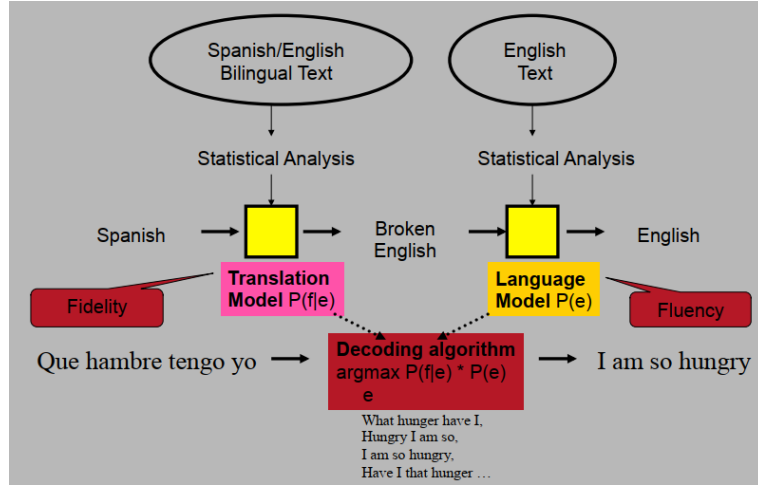 Spanish/English
Bilingual Text
English
Text
Statistical Analysis
Statistical Analysis
Spanish
Broken
English
English
Translation
Model P(f|e)
Language
Model P(e)
Fidelity
Fluency
Que hambre tengo yo
Decoding algorithm
argmax P(f|e) * P(e)
e
I am so hungry
What hunger have I,
Hungry I am so,
I am so hungry,
Have I that hunger …